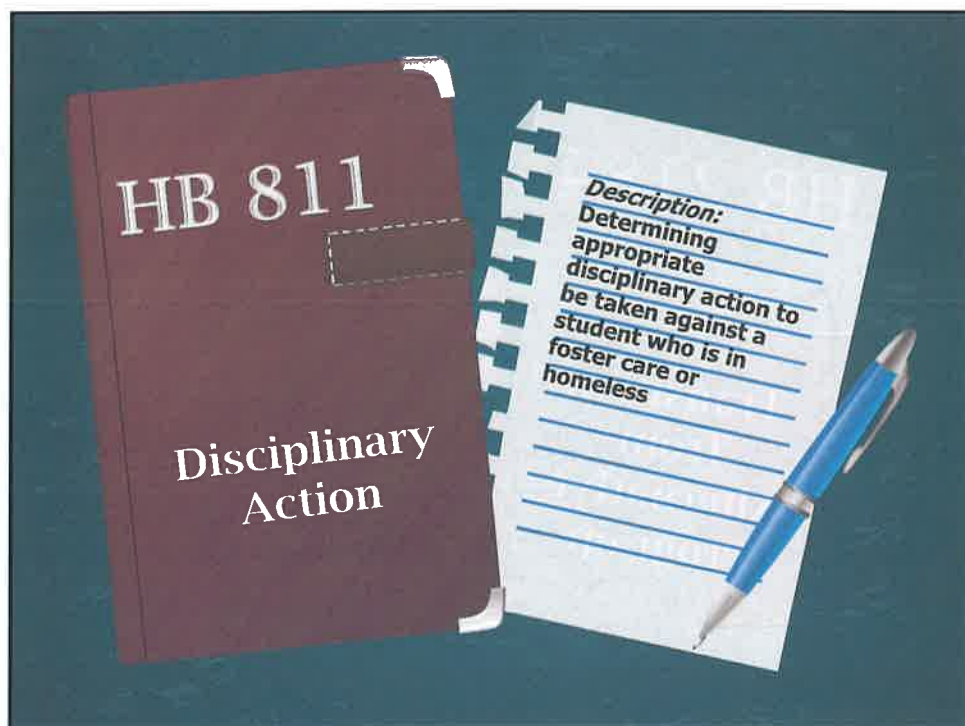 HB 811
Disciplinary
Action
Description:
Determining
appropriate
disciplinary action to
be taken against a
student who is in
foster care or
homeless